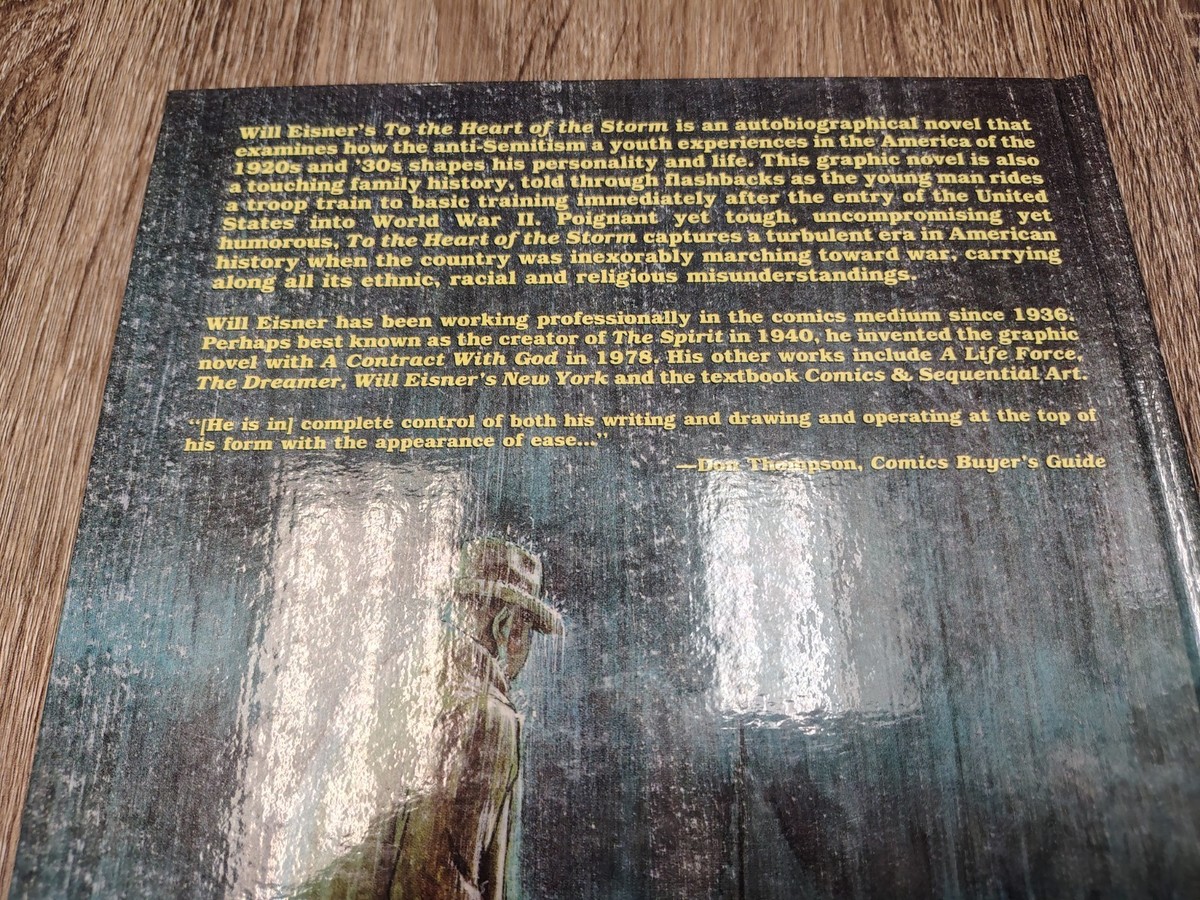 Will Eisner's To the Heart of the Storm is an autobiographical novel that
examines how the anti-Semitism a youth experiences in the America of the
1920s and '30s shapes his personality and life. This graphic novel is also
a touching family history, told through flashbacks as the young man rides
a troop train to basic training immediately after the entry of the United
States into World War II. Poignant yet tough, uncompromising yet
humorous, To the Heart of the Storm captures a turbulent era in American
history when the country was inexorably marching toward war, carrying
along all its ethnic, racial and religious misunderstandings.
Will Eisner has been working professionally in the comics medium since 1936.
Perhaps best known as the creator of The Spirit in 1940, he invented the graphic
novel with A Contract With God in 1978. His other works include A Life Force,
The Dreamer, Will Eisner's New York and the textbook Comics & Sequential Art.
"[He is in] complete control of both his writing and drawing and operating at the top of
his form with the appearance of ease..."
—Don Thompson, Comics Buyer's Guide